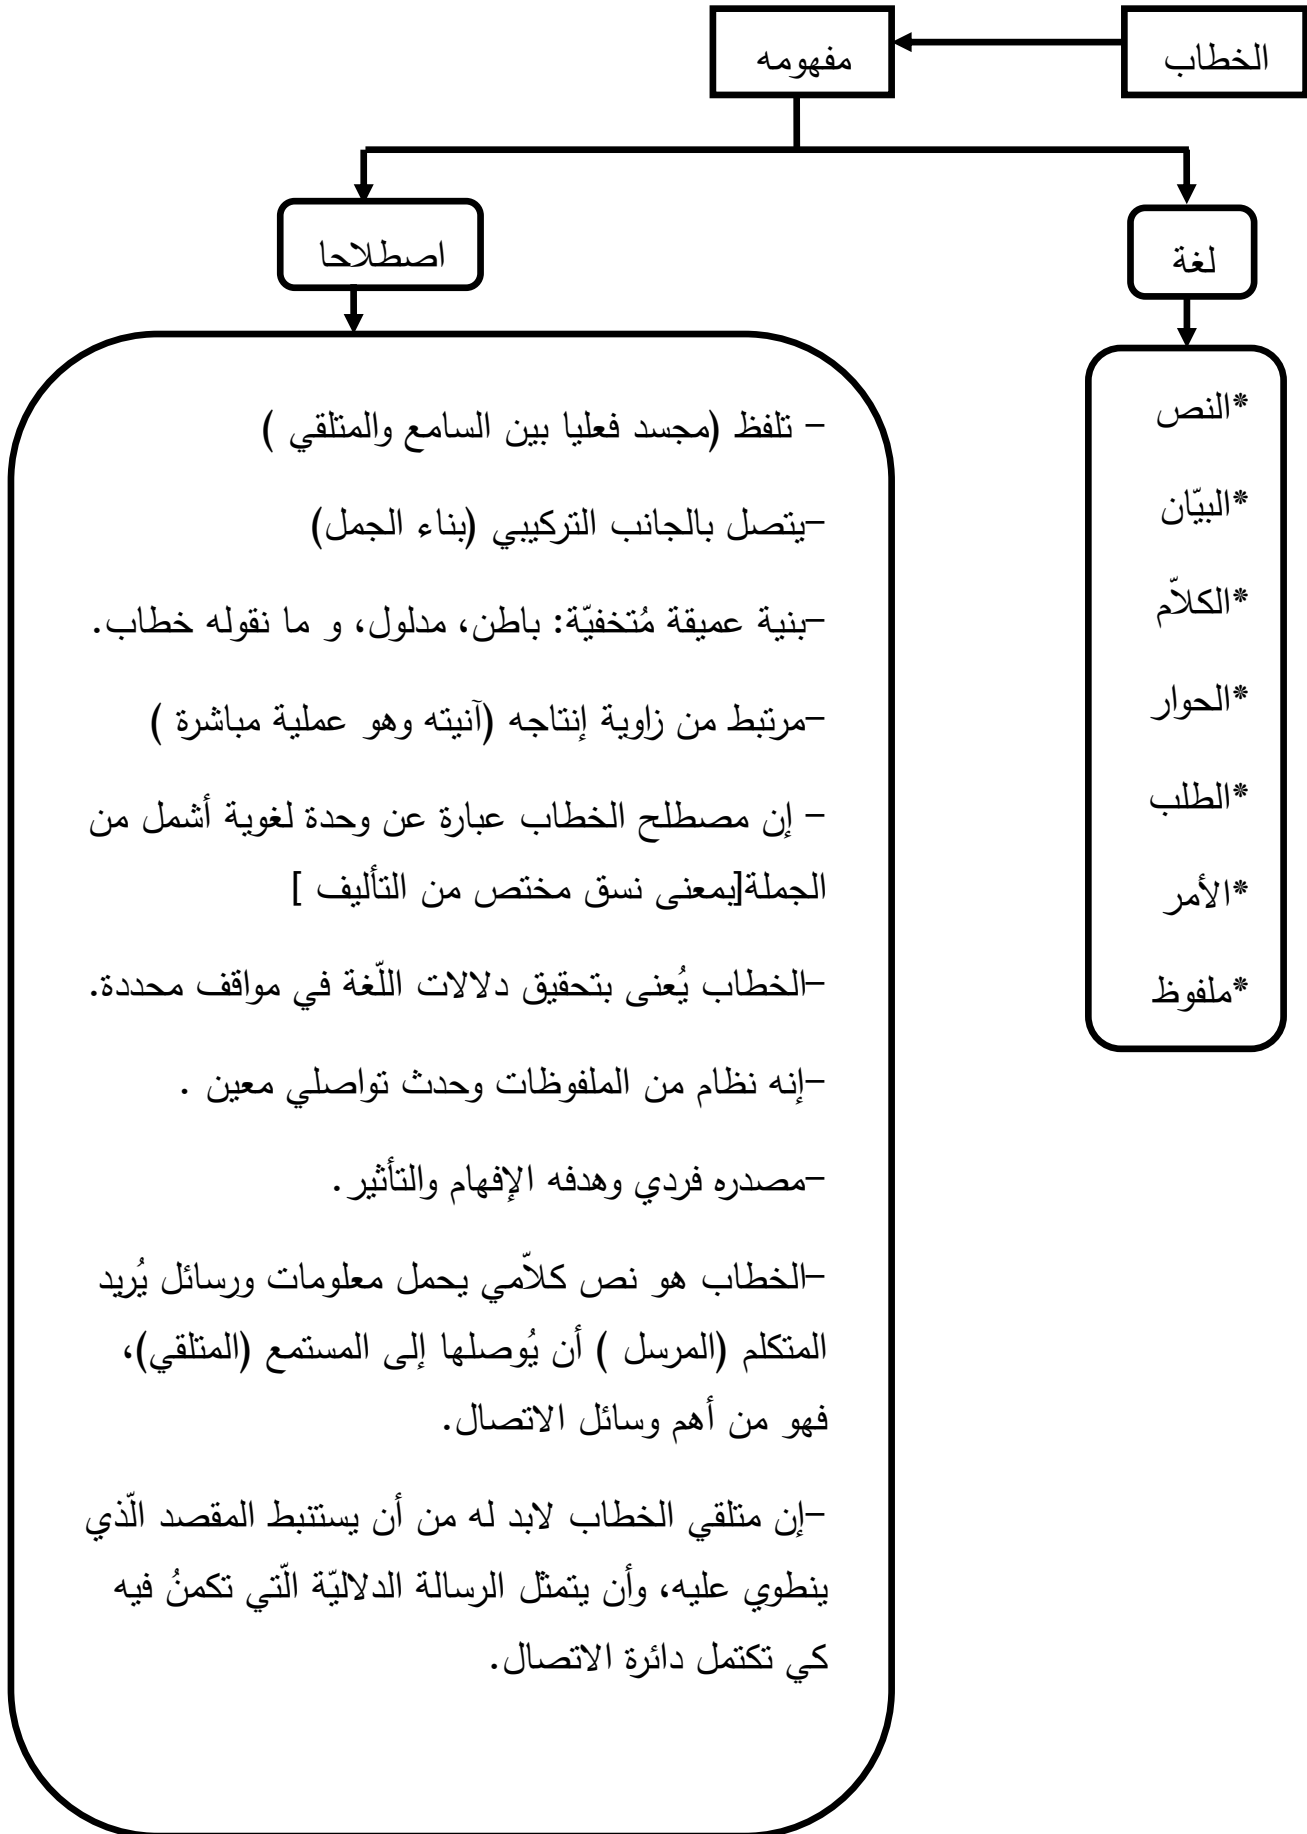 الخطاب
مفهومه
لغة
اصطلاحا
*النص
*البيّان
*الكلاّم
*الحوار
*الطلب
*الأمر
*ملفوظ
- تلفظ (مجسد فعليا بين السامع والمتلقي )
-يتصل بالجانب التركيبي (بناء الجمل)
-بنية عميقة مُتخفيّة: باطن، مدلول، و ما نقوله خطاب.
-مرتبط من زاوية إنتاجه (آنيته وهو عملية مباشرة )
- إن مصطلح الخطاب عبارة عن وحدة لغوية أشمل من
الجملة[بمعنى نسق مختص من التأليف ]
-الخطاب يُعنى بتحقيق دلالات اللّغة في مواقف محددة.
-إنه نظام من الملفوظات وحدث تواصلي معين .
-مصدره فردي وهدفه الإفهام والتأثير.
-الخطاب هو نص كلاّمي يحمل معلومات ورسائل يُريد
المتكلم (المرسل ) أن يُوصلها إلى المستمع (المتلقي)،
فهو من أهم وسائل الاتصال.
-إن متلقي الخطاب لابد له من أن يستنبط المقصد الّذي
ينطوي عليه، وأن يتمثل الرسالة الدلاليّة الّتي تكمنُ فيه
كي تكتمل دائرة الاتصال.